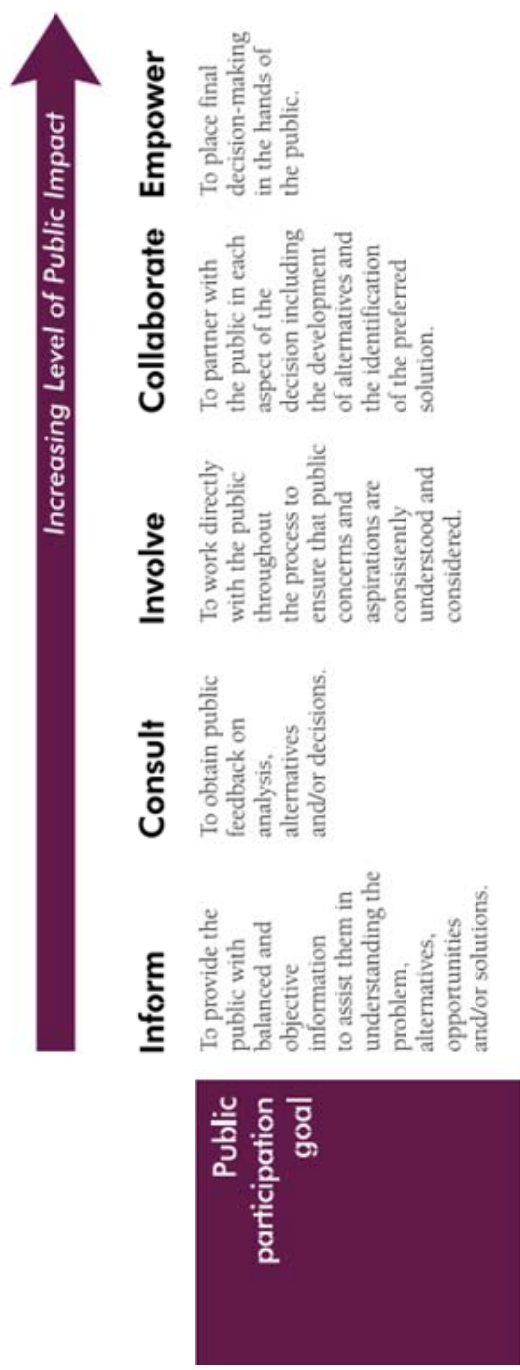 Increasing Level of Public Impact
Inform
Consult
Involve
Collaborate
Empower
Public
participation
goal
To provide the
public with
balanced and
objective
information
to assist them in
understanding the
problem,
alternatives,
opportunities
and/or solutions.
To obtain public
feedback on
analysis,
alternatives
and/or decisions.
To work directly
with the public
throughout
the process to
ensure that public
concerns and
aspirations are
consistently
understood and
considered.
To partner with
the public in each
aspect of the
decision including
the development
of alternatives and
the identification
of the preferred
solution.
To place final
decision-making
in the hands of
the public.